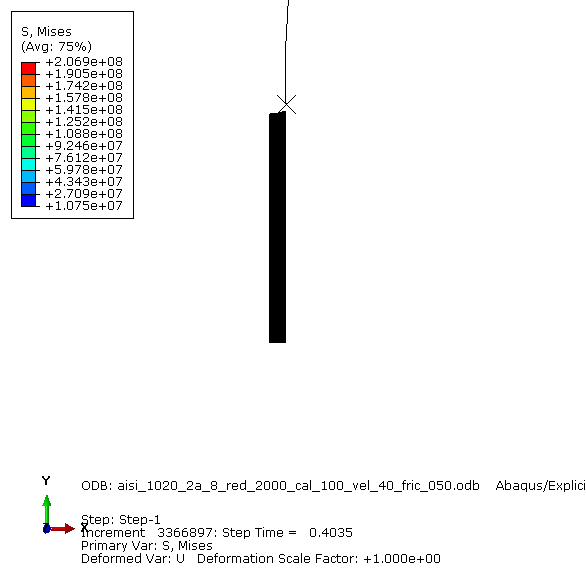 S, Mises
(Avg: 75%)
+2.069e+08
+1.905e+08
+1.742e+08
+1.578e+08
+1.415e+08
+1.252e+08
+1.088e+08
+9.246e+07
+7.612e+07
+5.978e+07
+4.343e+07
+2.709e+07
+1.075e+07
Y
ODB: aisi_1020_2a_8_red_2000_cal_100_vel_40_fric_050.odb Abaqus/Explici
X
Step: Step-1
Increment 3366897: Step Time = 0.4035
Primary Var: S, Mises
Deformed Var: U Deformation Scale Factor: +1.000e+00